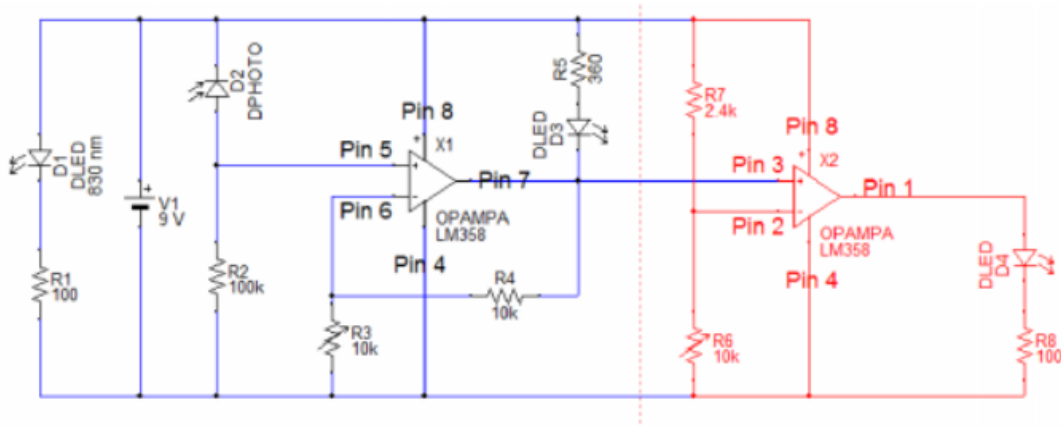 D1
DLED
830 nm
R1
100
V1
9 V
D2
DPHOTO
R2
100k
Pin 8
Pin 5
X1
Pin 7
Pin 6
OPAMPA
LM358
Pin 4
R3
10k
R4
10k
R5
360
DLED
D3
R7
2.4k
Pin 8
Pin 3
X2
Pin 1
Pin 2
OPAMPA
LM358
Pin 4
R6
10k
DLED
D4
R8
100